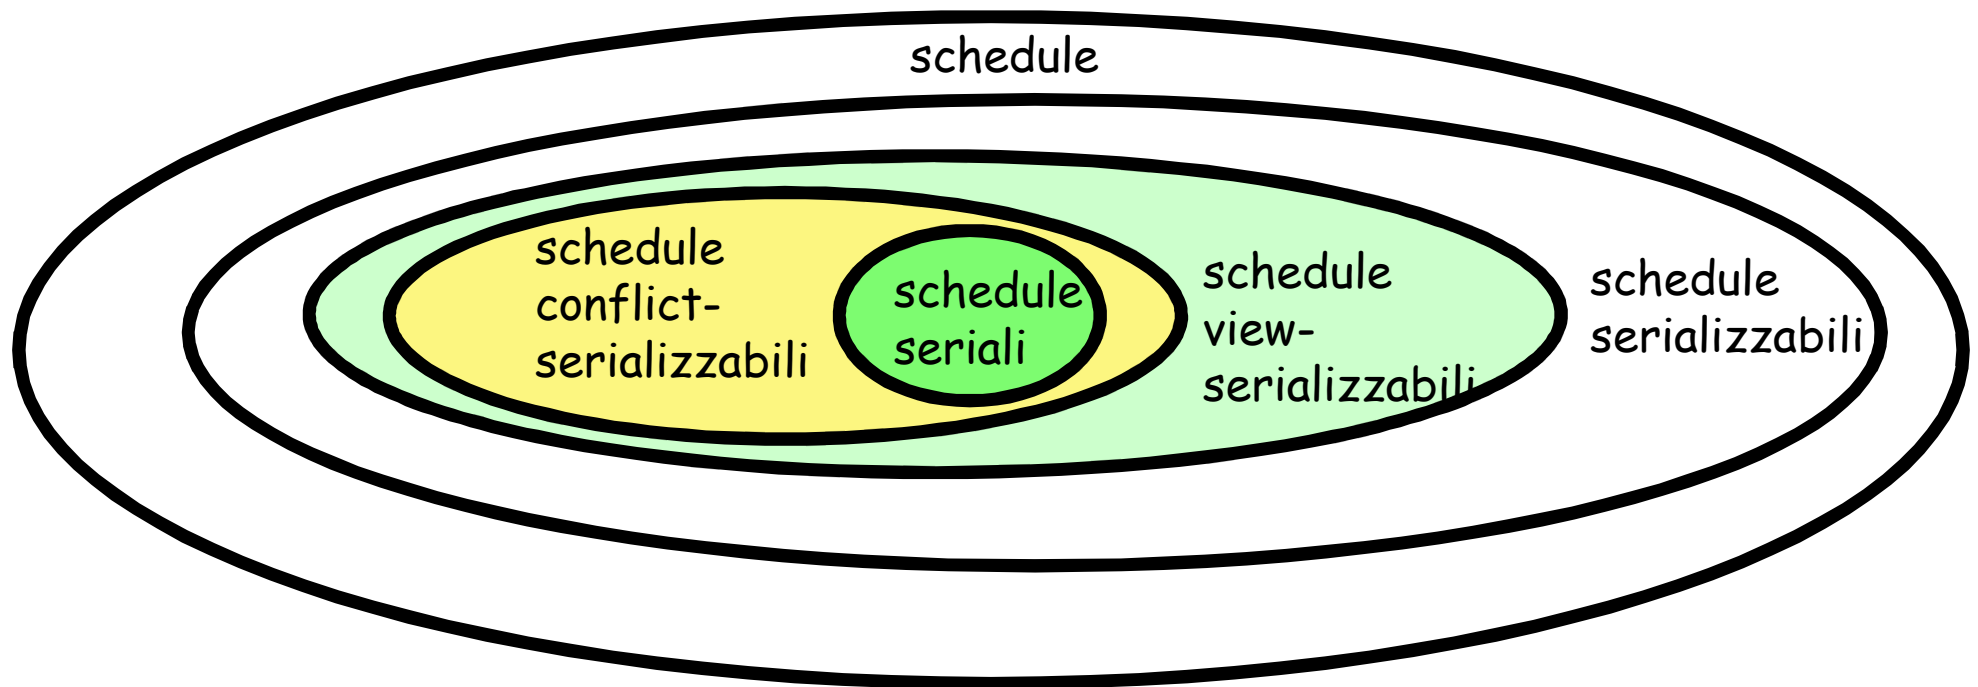 schedule
schedule
conflict-
serializzabili
schedule
seriali
schedule
view-
serializzabili
schedule
serializzabili